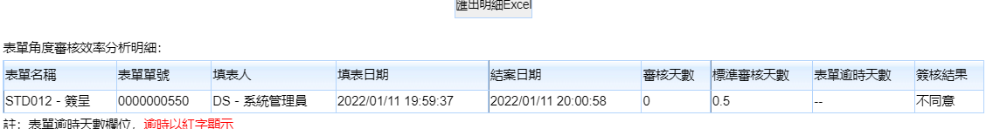 匯出明細Excel
表單角度審核效率分析明細:
表單名稱 表單單號 填表人 填表日期 結案日期 審核天數 標準審核天數 表單逾時天數 簽核結果
STD012 - 簽呈 0000000550 DS - 系統管理員 2022/01/11 19:59:37 2022/01/11 20:00:58 0 0.5 -- 不同意
註：表單逾時天數欄位，逾時以紅字顯示